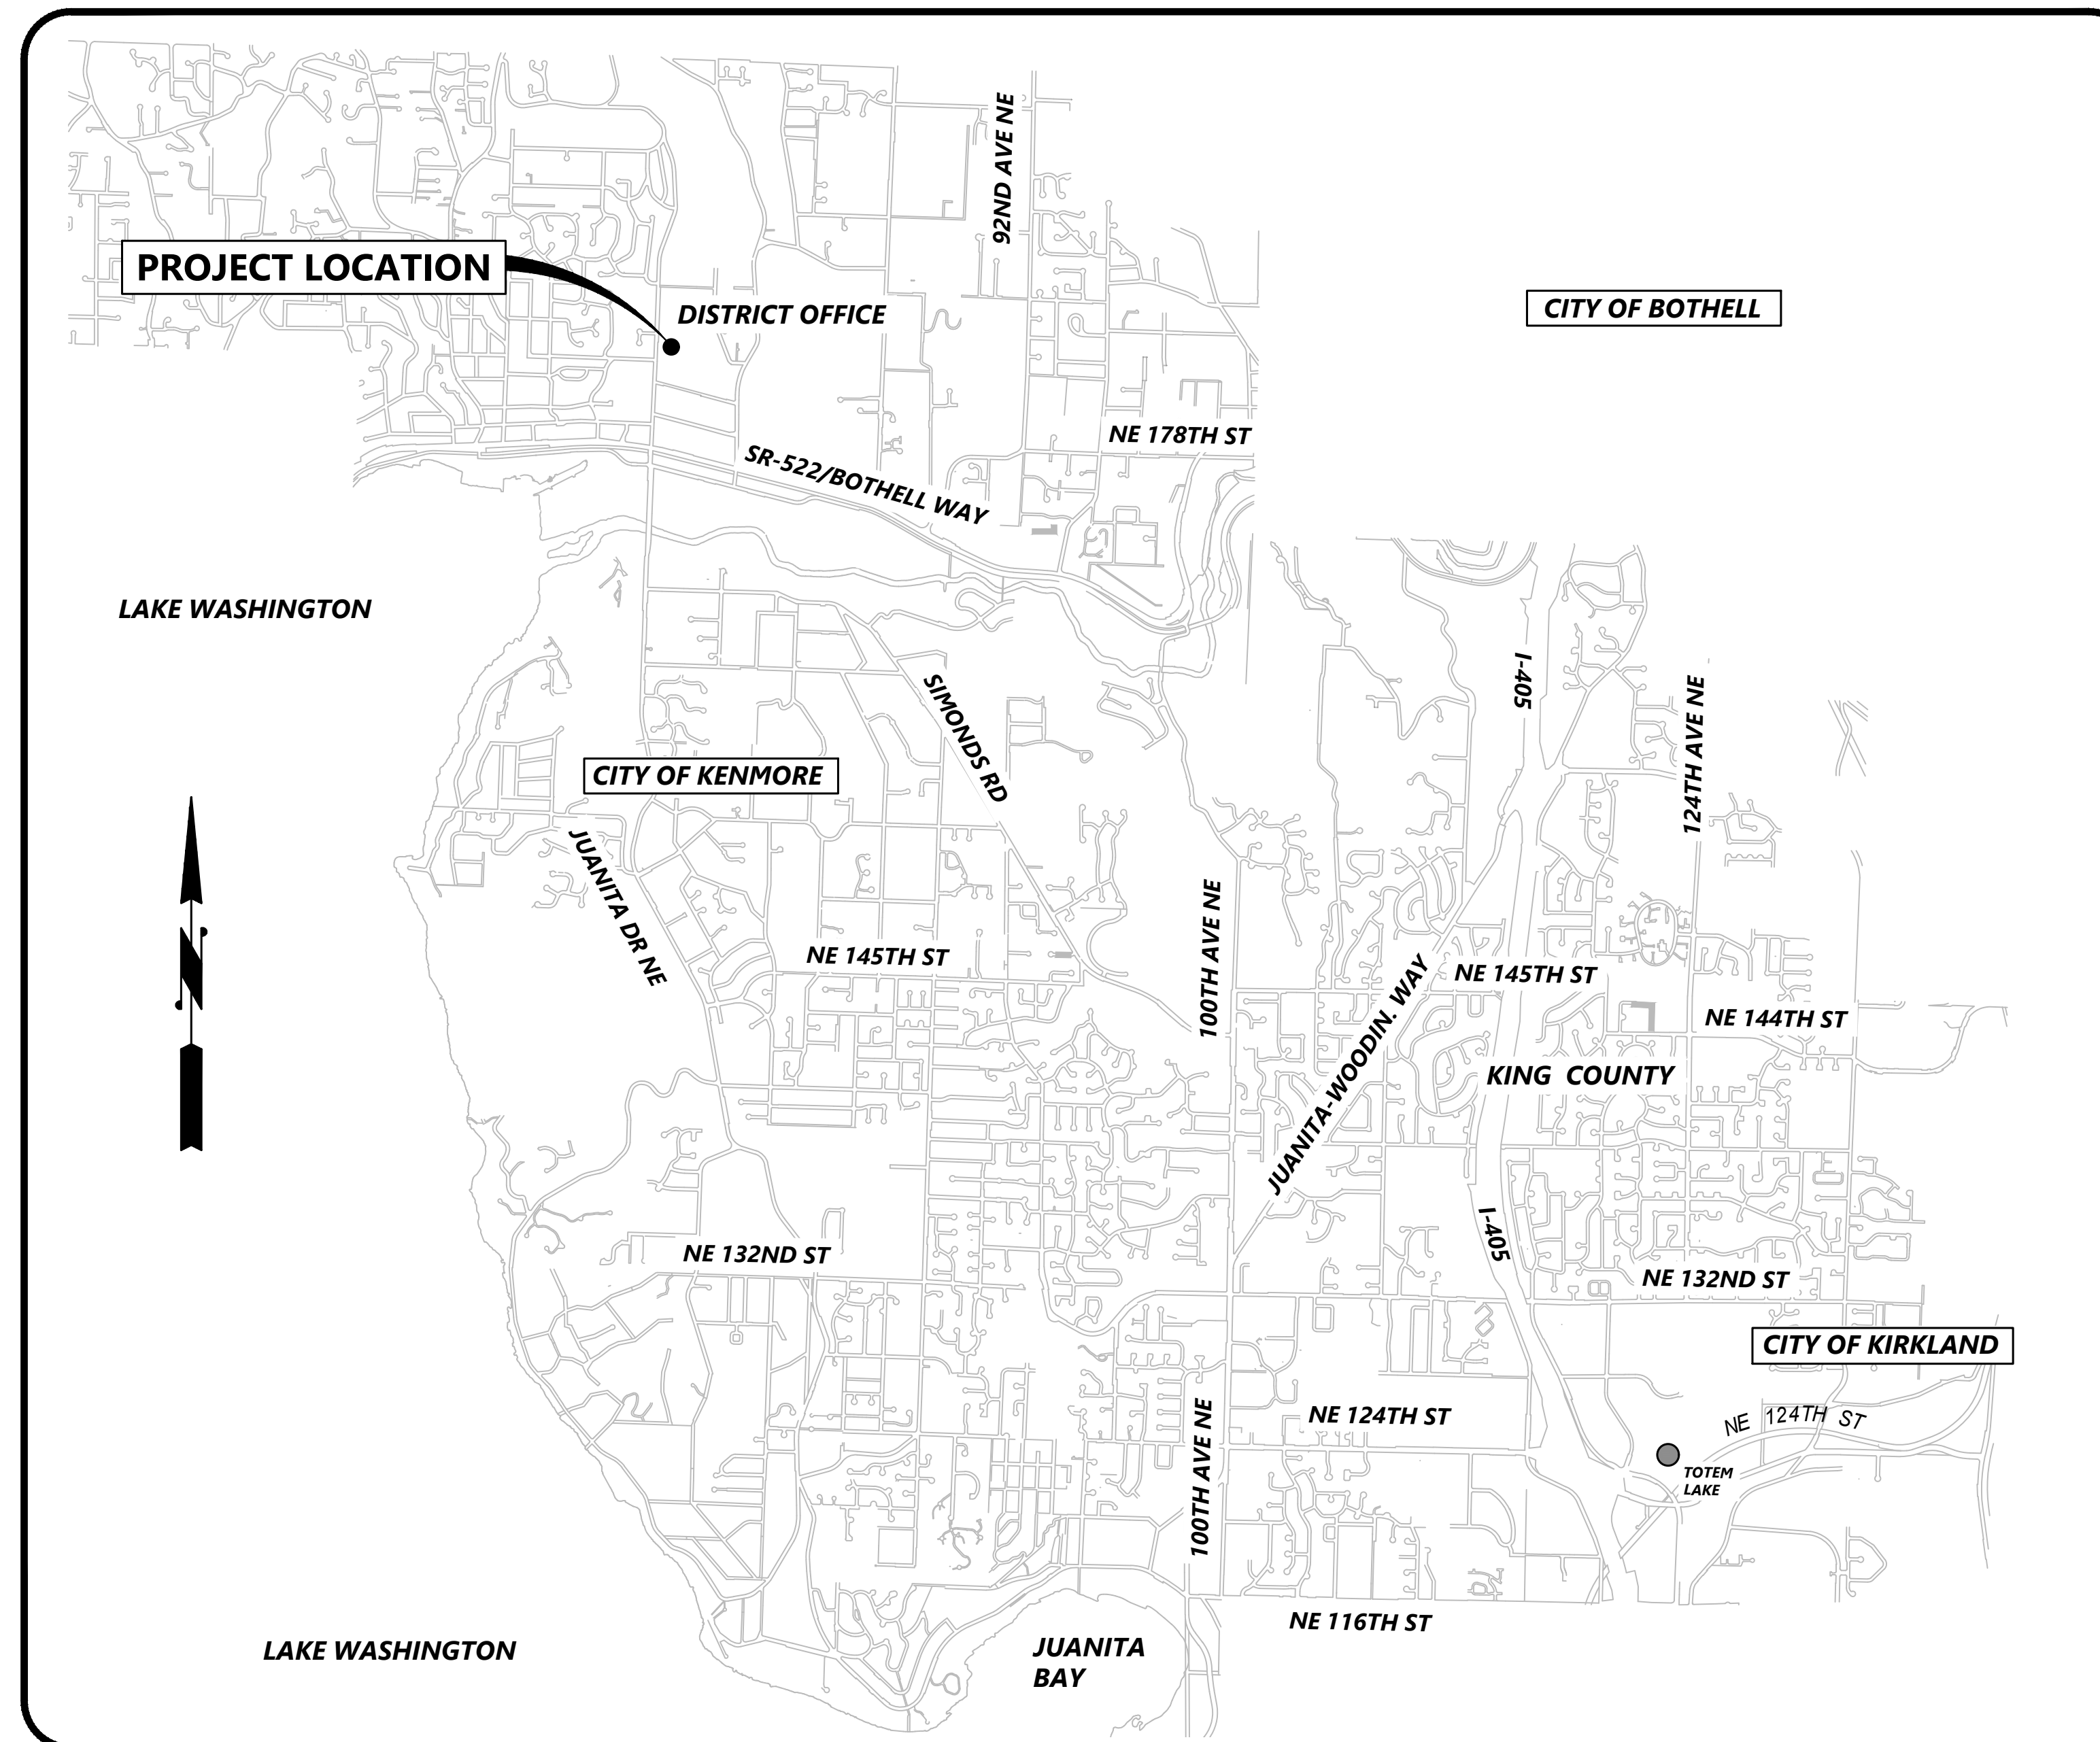 92ND AVE NE
PROJECT LOCATION
DISTRICT OFFICE
CITY OF BOTHELL
NE 178TH ST
SR-522/BOTHELL WAY
LAKE WASHINGTON
I-405
SIMONDS RD
124TH AVE NE
CITY OF KENMORE
JUANITA DR NE
N
100TH AVE NE
NE 145TH ST
JUANITA-WOODIN. WAY
NE 145TH ST
NE 144TH ST
KING COUNTY
I-405
NE 132ND ST
NE 132ND ST
CITY OF KIRKLAND
100TH AVE NE
NE 124TH ST
NE 124TH ST
TOTEM
LAKE
NE 116TH ST
LAKE WASHINGTON
JUANITA
BAY